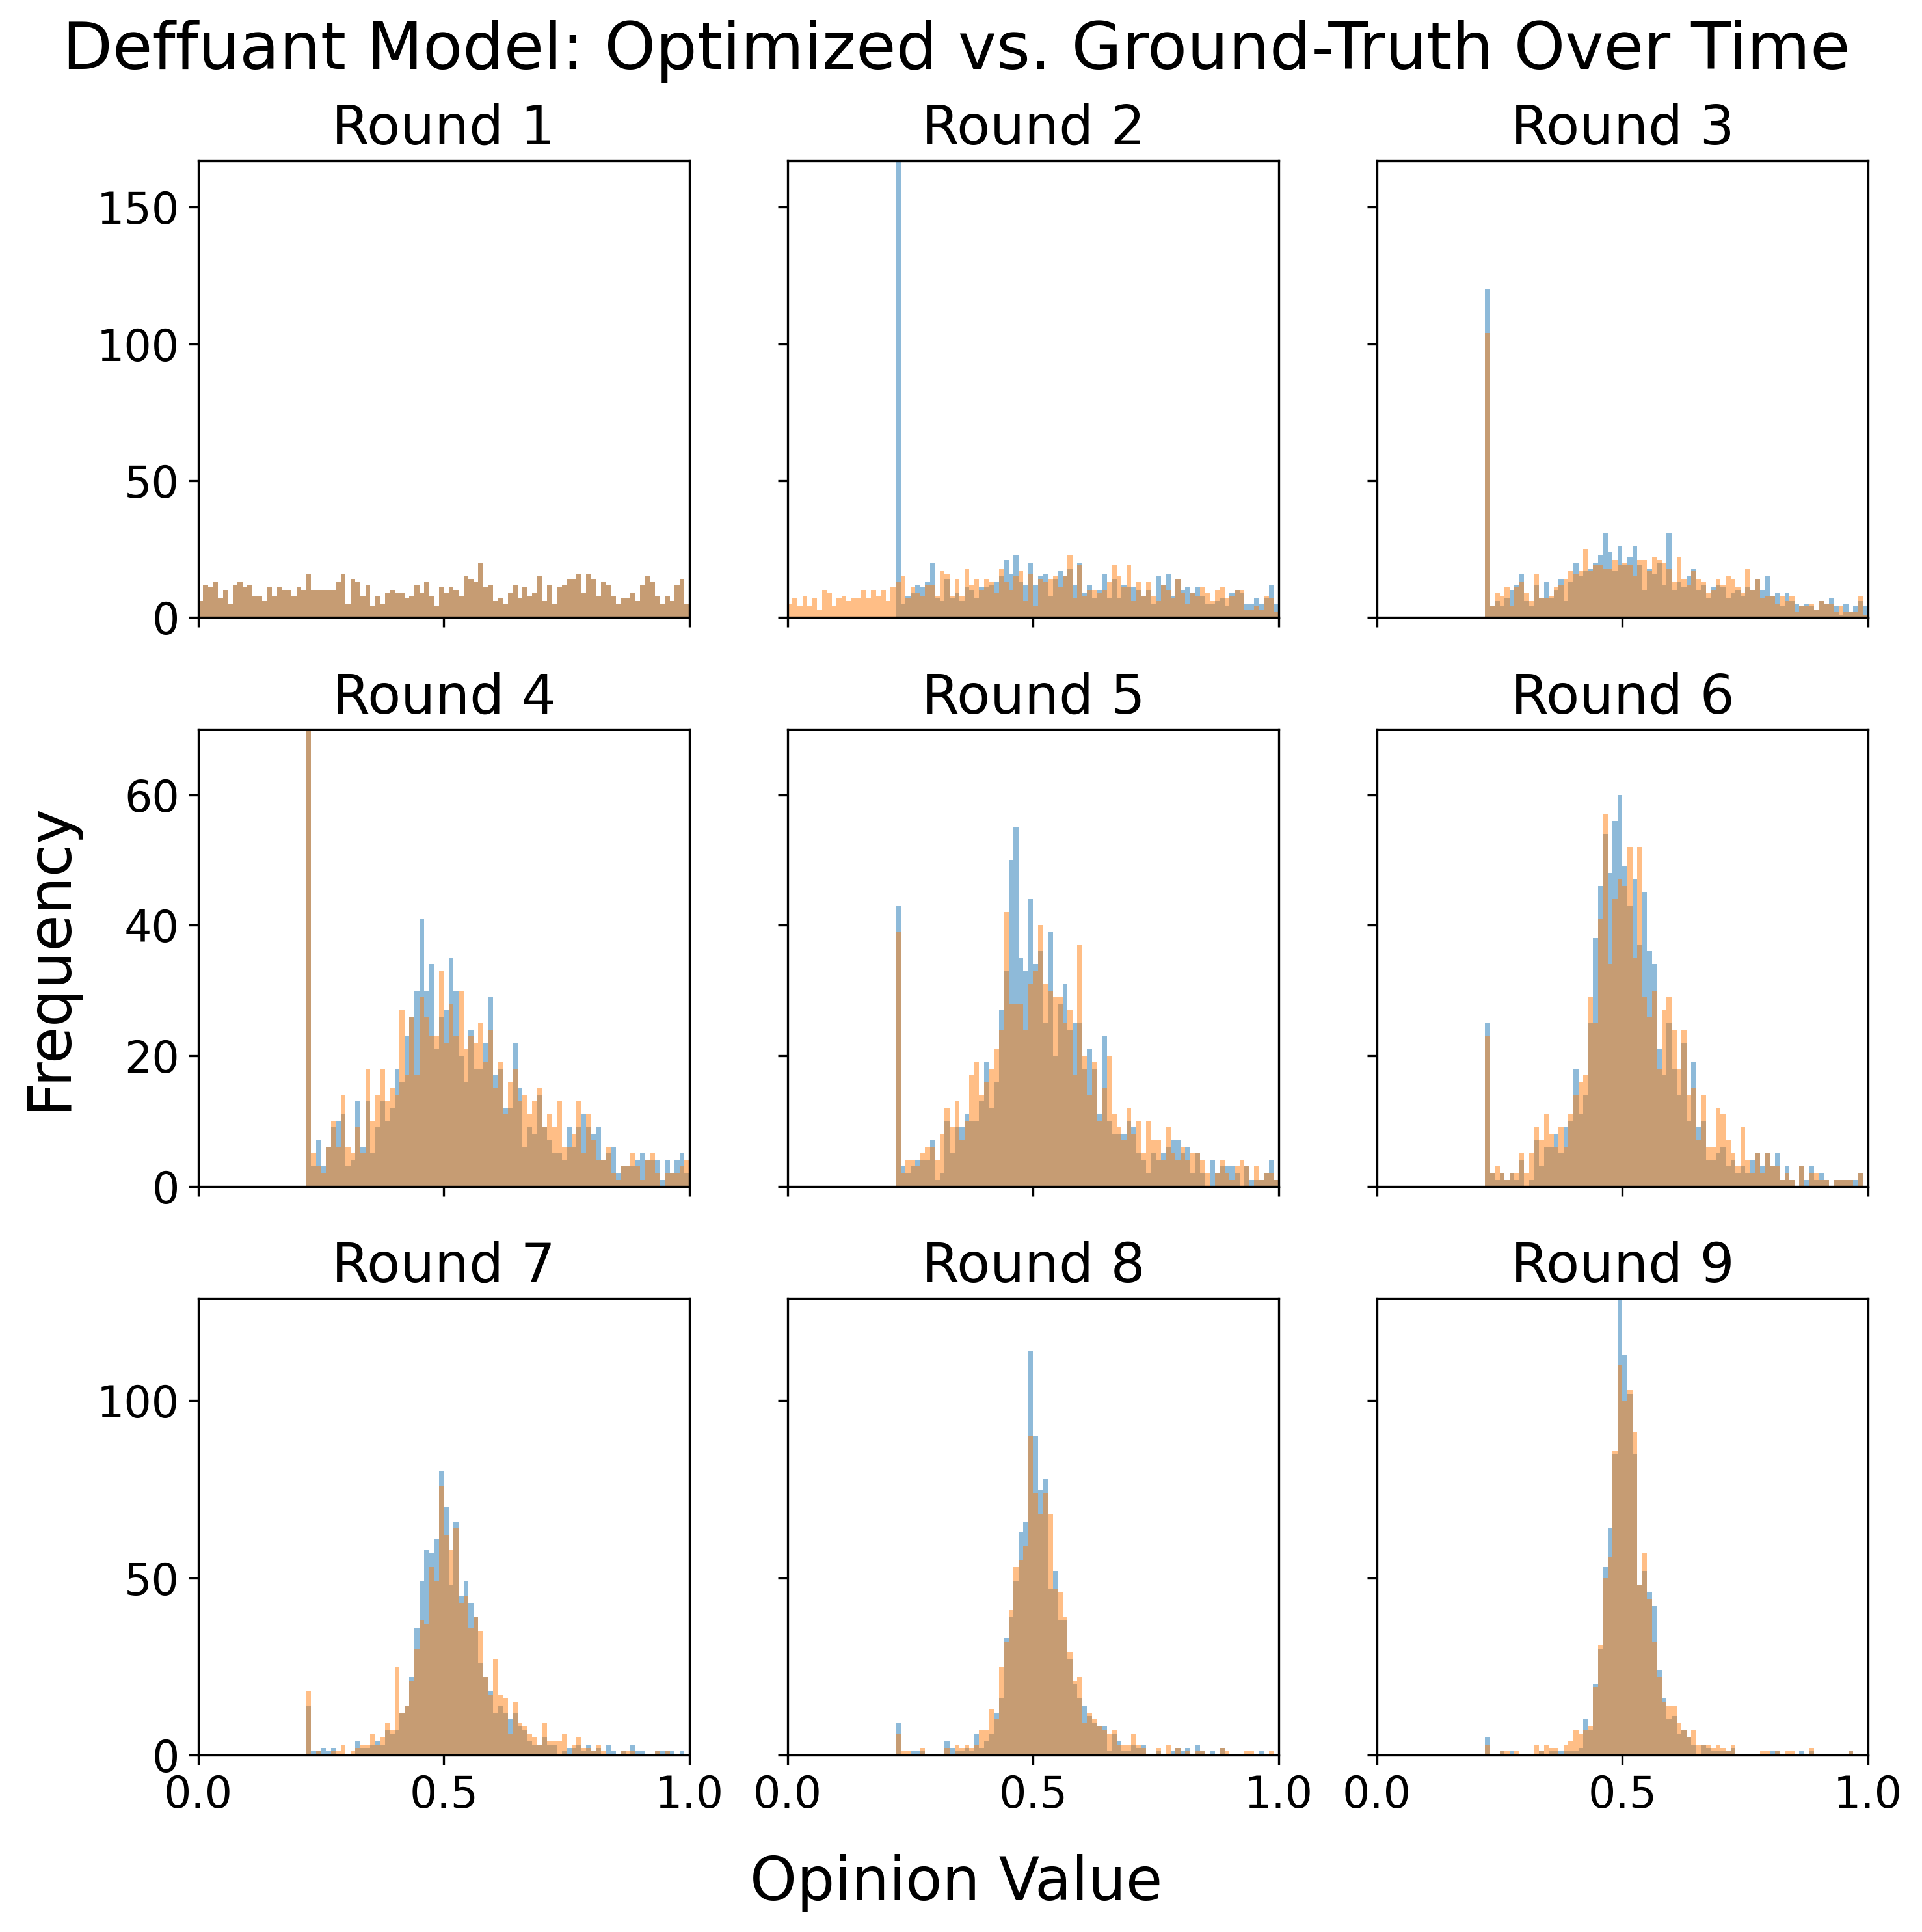 Deffuant Model: Optimized vs. Ground-Truth Over Time
Round 1
Round 2
Round 3
150
100
50
0
Round 4
Round 5
Round 6
60
40
20
0
Frequency
Round 7
Round 8
Round 9
100
50
0
0.0 0.5 1.0
0.0 0.5 1.0
0.0 0.5 1.0
Opinion Value